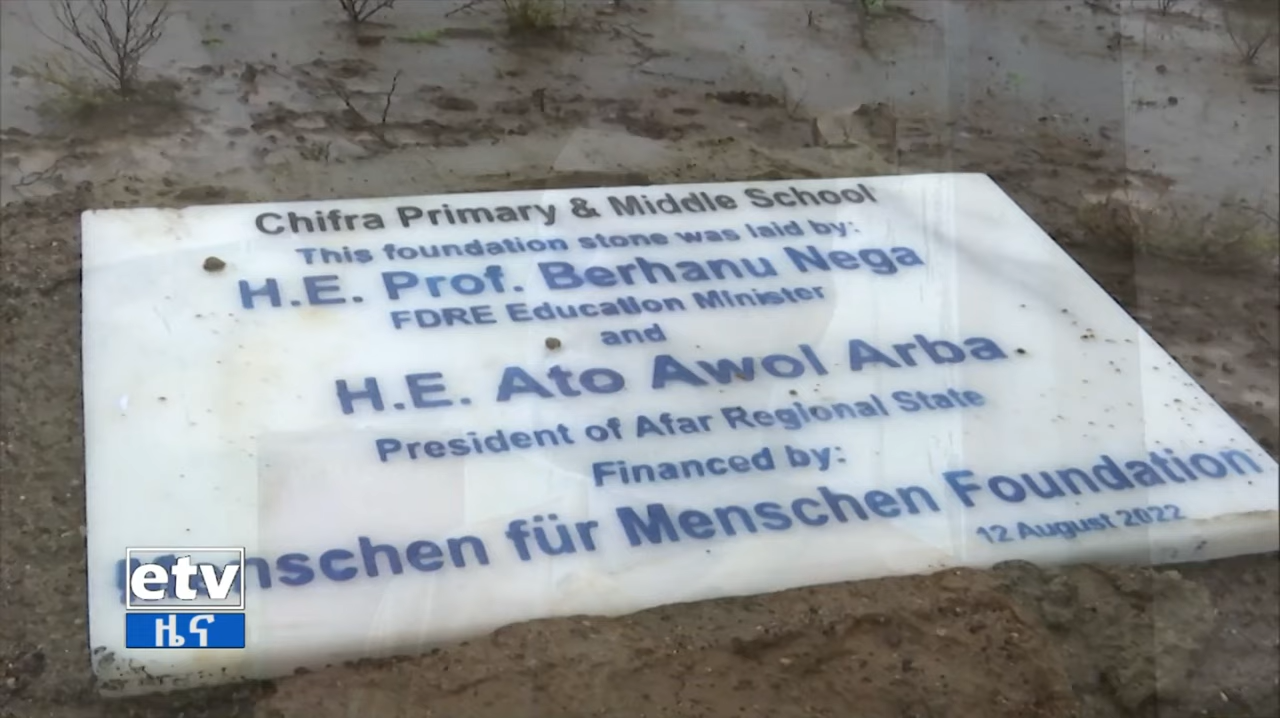 Chifra Primary & Middle School
This foundation stone was laid by:
H.E. Prof. Berhanu Nega
FDRE Education Minister
and
H.E. Ato Awol Arba
President of Afar Regional State
Financed by:
Menschen für Menschen Foundation
12 August 2022
etv
ዜና